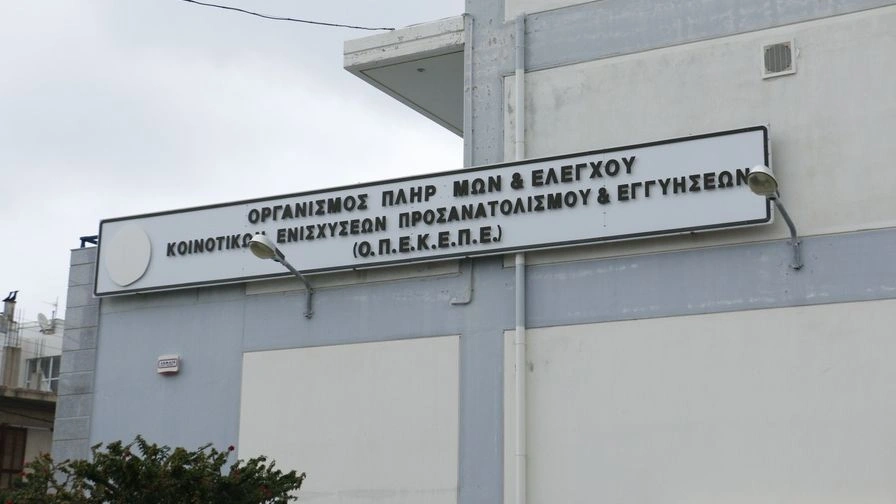 ΟΡΓΑΝΙΣΜΟΣ ΠΛΗΡ ΜΩΝ & ΕΛΕΓΧΟΥ
ΚΟΙΝΟΤΙΚΩΝ ΕΝΙΣΧΥΣΕΩΝ ΠΡΟΣΑΝΑΤΟΛΙΣΜΟΥ & ΕΓΓΥΗΣΕΩΝ
(Ο.Π.Ε.Κ.Ε.Π.Ε.)